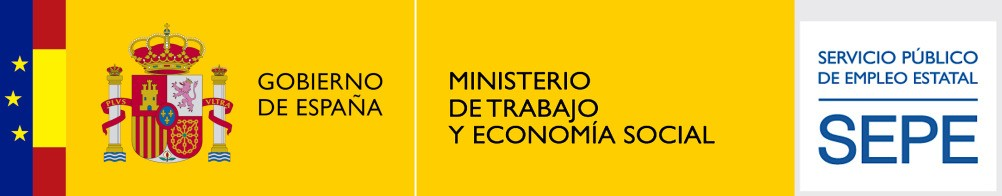 PLVS
VLTRA
GOBIERNO
DE ESPAÑA
MINISTERIO
DE TRABAJO
Y ECONOMÍA SOCIAL
SERVICIO PÚBLICO
DE EMPLEO ESTATAL
SEPE